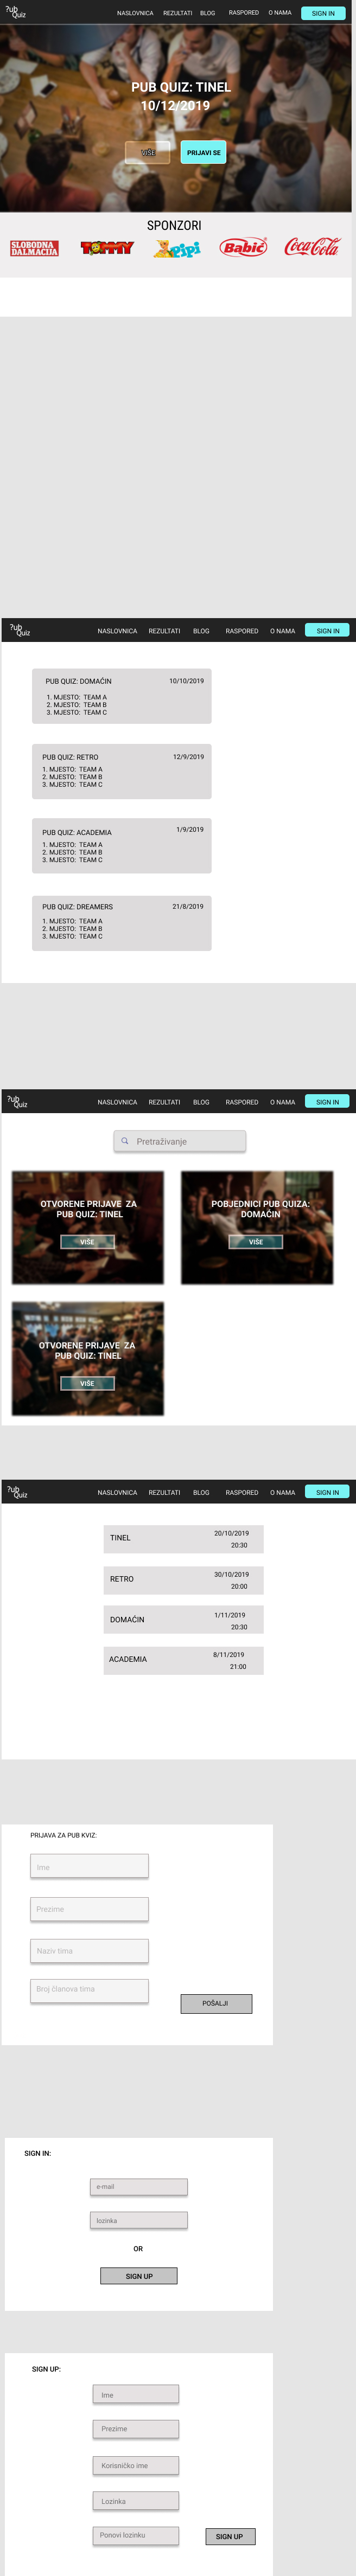 ?ub
Quiz
NASLOVNICA REZULTATI BLOG RASPORED O NAMA SIGN IN
PUB QUIZ: TINEL
10/12/2019
VIŠE PRIJAVI SE
SPONZORI
SLOBODNA
DALMACIJA
TOMMY
pipi
Babić
Coca-Cola
?ub
Quiz
NASLOVNICA REZULTATI BLOG RASPORED O NAMA SIGN IN
PUB QUIZ: DOMAĆIN 10/10/2019
1. MJESTO: TEAM A
2. MJESTO: TEAM B
3. MJESTO: TEAM C
PUB QUIZ: RETRO 12/9/2019
1. MJESTO: TEAM A
2. MJESTO: TEAM B
3. MJESTO: TEAM C
PUB QUIZ: ACADEMIA 1/9/2019
1. MJESTO: TEAM A
2. MJESTO: TEAM B
3. MJESTO: TEAM C
PUB QUIZ: DREAMERS 21/8/2019
1. MJESTO: TEAM A
2. MJESTO: TEAM B
3. MJESTO: TEAM C
?ub
Quiz
NASLOVNICA REZULTATI BLOG RASPORED O NAMA SIGN IN
Pretraživanje
OTVORENE PRIJAVE ZA
PUB QUIZ: TINEL
VIŠE
POBJEDNICI PUB QUIZA:
DOMAĆIN
VIŠE
OTVORENE PRIJAVE ZA
PUB QUIZ: TINEL
VIŠE
?ub
Quiz
NASLOVNICA REZULTATI BLOG RASPORED O NAMA SIGN IN
TINEL 20/10/2019
20:30
RETRO 30/10/2019
20:00
DOMAĆIN 1/11/2019
20:30
ACADEMIA 8/11/2019
21:00
PRIJAVA ZA PUB KVIZ:
Ime
Prezime
Naziv tima
Broj članova tima
POŠALJI
SIGN IN:
e-mail
lozinka
OR
SIGN UP
SIGN UP:
Ime
Prezime
Korisničko ime
Lozinka
Ponovi lozinku
SIGN UP